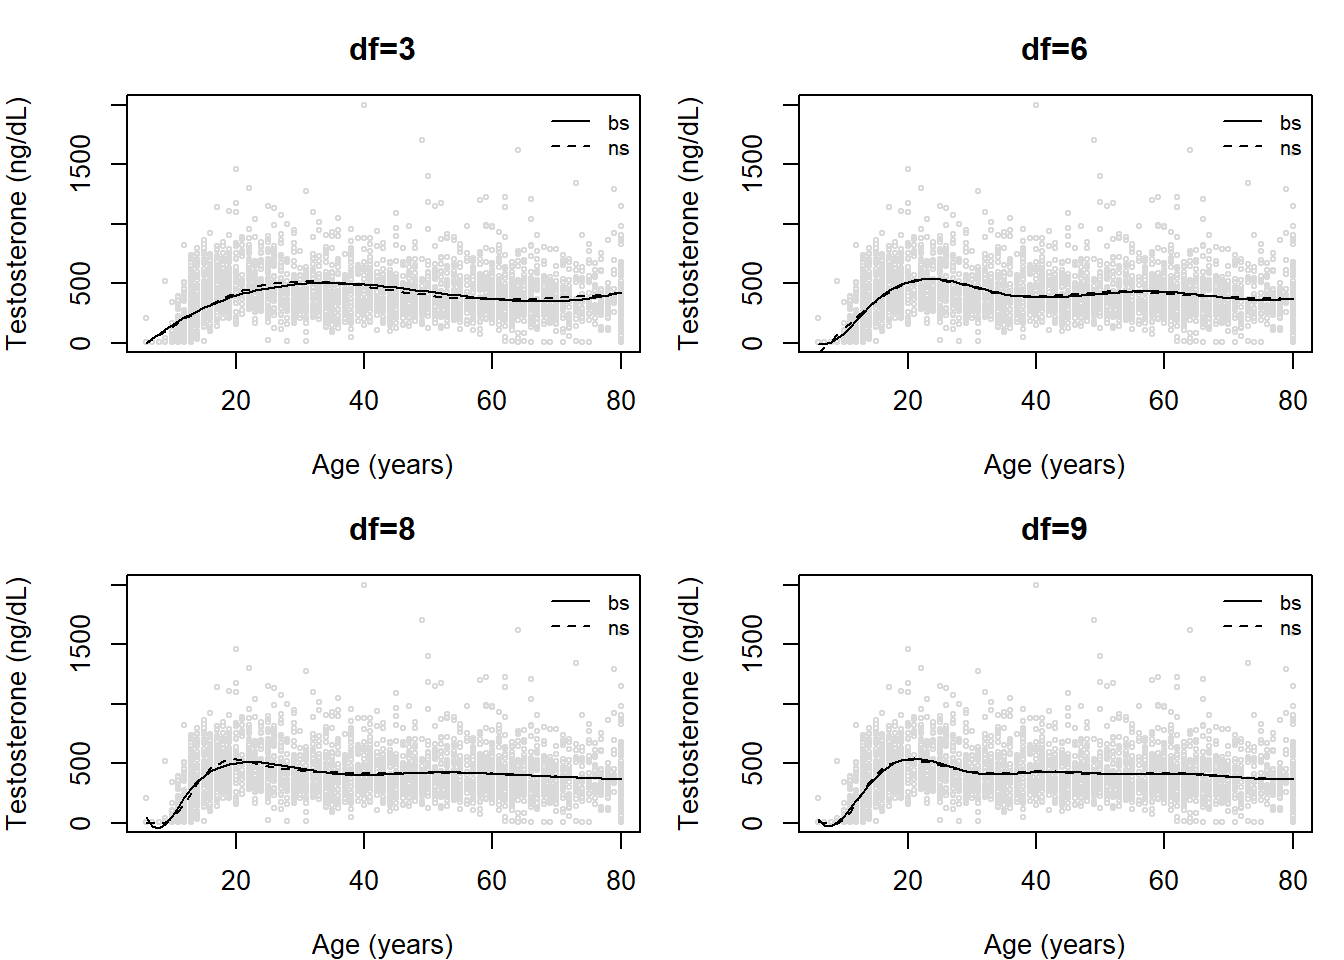 df=3
Testosterone (ng/dL)
0 500 1500
bs
ns
20 40 60 80
Age (years)
df=6
Testosterone (ng/dL)
0 500 1500
bs
ns
20 40 60 80
Age (years)
df=8
Testosterone (ng/dL)
0 500 1500
bs
ns
20 40 60 80
Age (years)
df=9
Testosterone (ng/dL)
0 500 1500
bs
ns
20 40 60 80
Age (years)